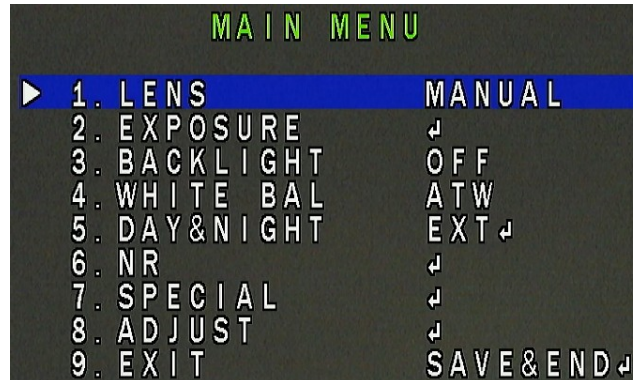 MAIN MENU
1. LENS MANUAL
2. EXPOSURE ↲
3. BACKLIGHT OFF
4. WHITE BAL ATW
5. DAY&NIGHT EXT↲
6. NR ↲
7. SPECIAL ↲
8. ADJUST ↲
9. EXIT SAVE&END↲